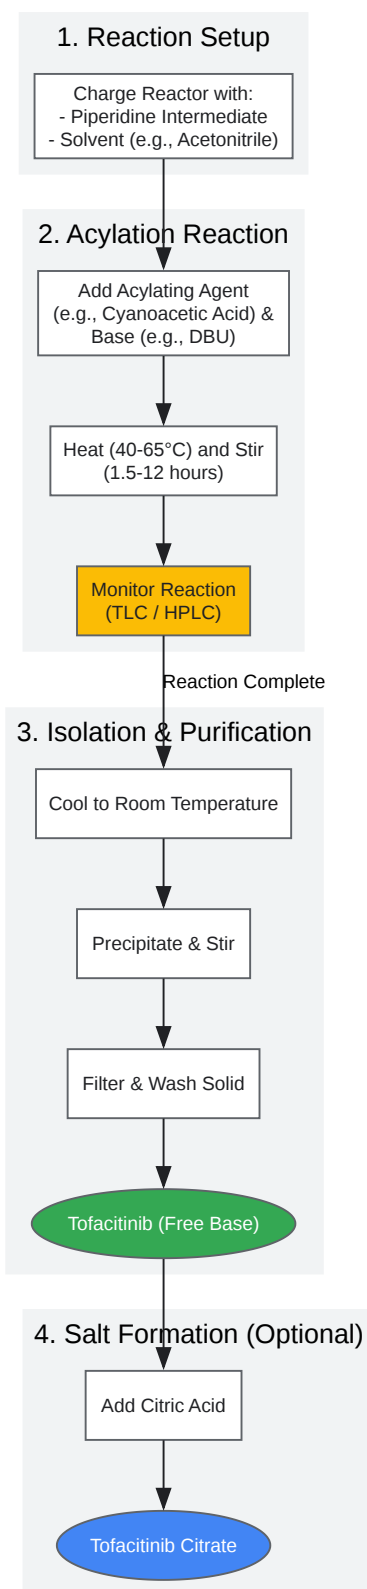 1. Reaction Setup
Charge Reactor with:
- Piperidine Intermediate
- Solvent (e.g., Acetonitrile)
2. Acylation Reaction
Add Acylating Agent
(e.g., Cyanoacetic Acid) &
Base (e.g., DBU)
Heat (40-65°C) and Stir
(1.5-12 hours)
Monitor Reaction
(TLC / HPLC)
Reaction Complete
3. Isolation & Purification
Cool to Room Temperature
Precipitate & Stir
Filter & Wash Solid
Tofacitinib (Free Base)
4. Salt Formation (Optional)
Add Citric Acid
Tofacitinib Citrate